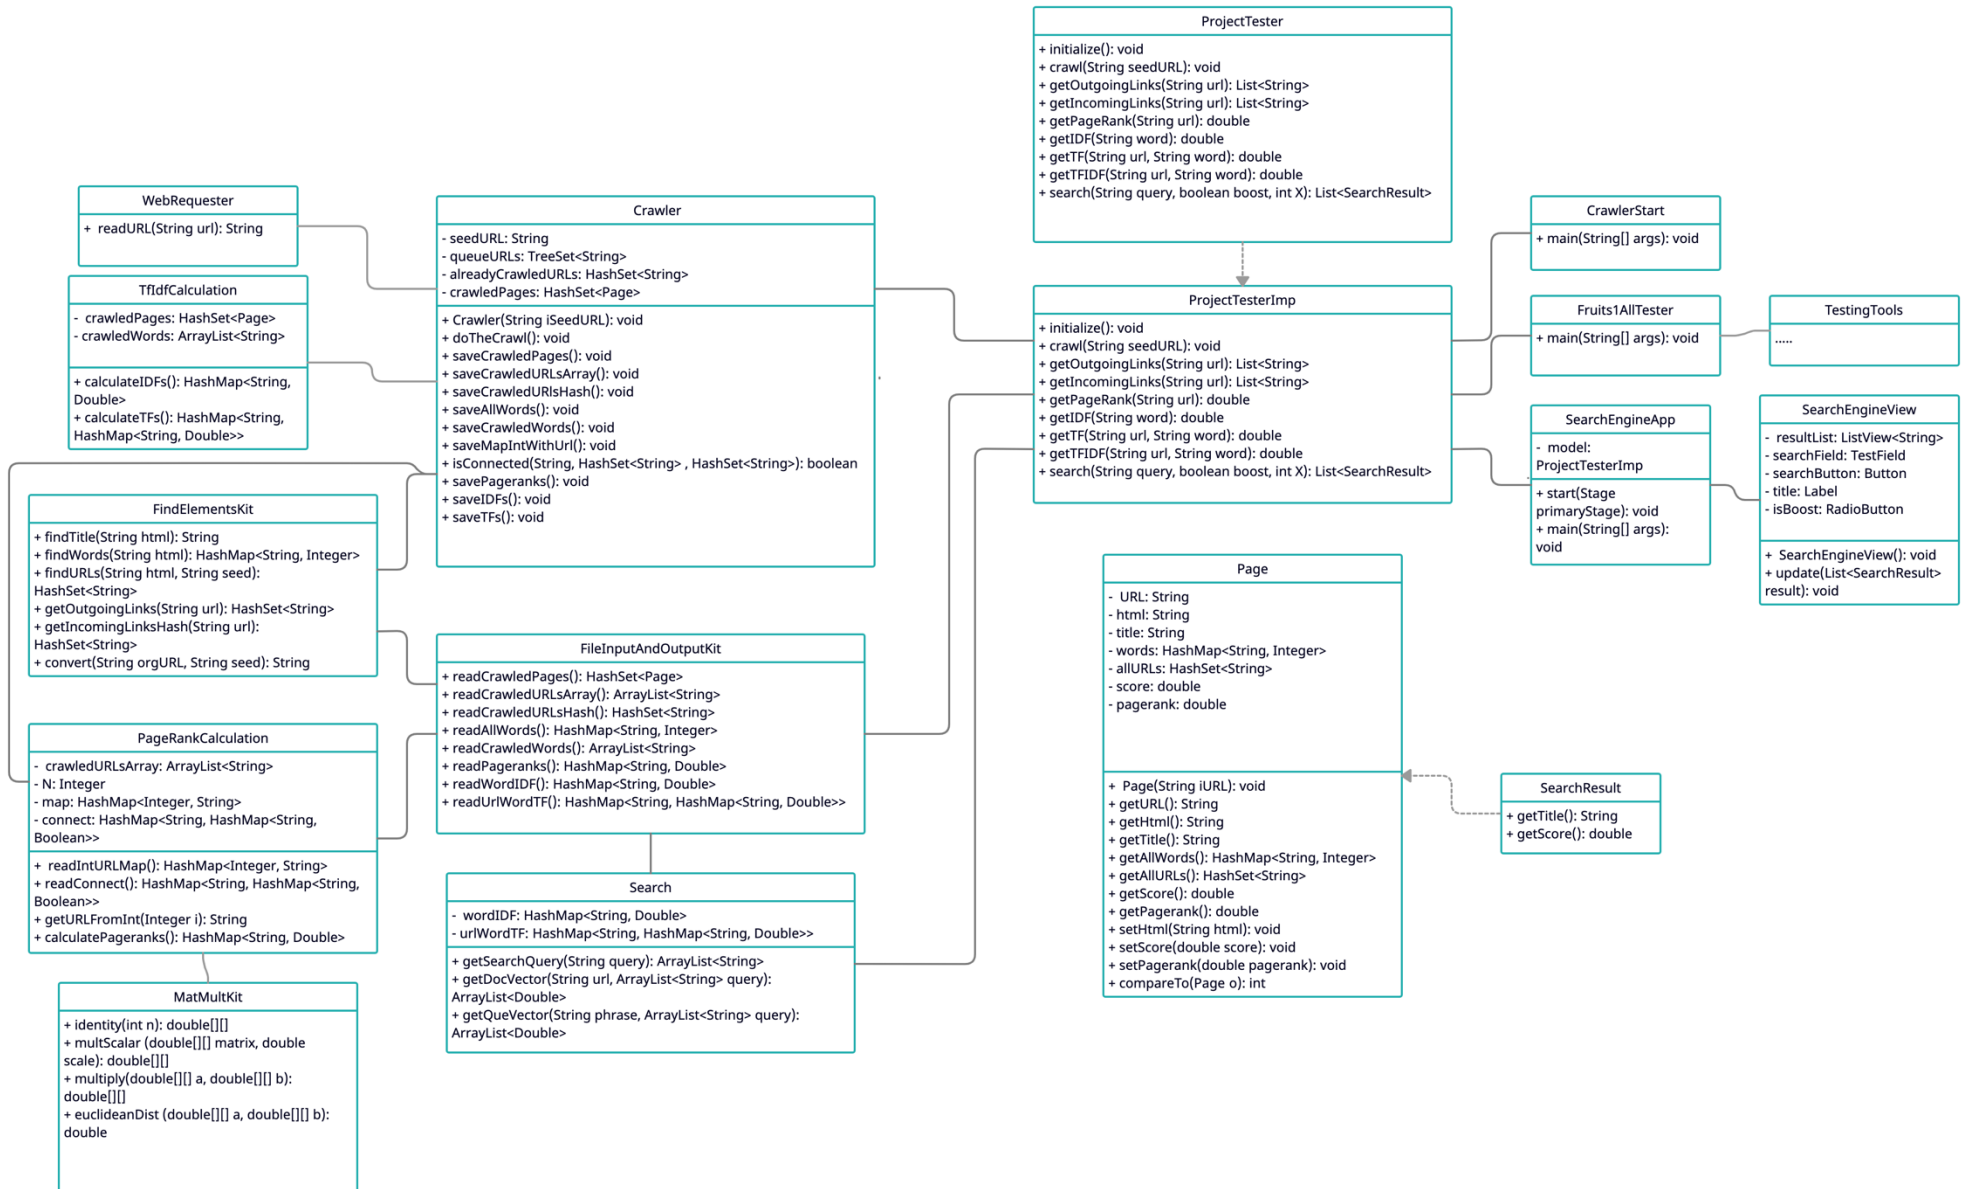 ProjectTester
+ initialize(): void
+ crawl(String seedURL): void
+ getOutgoingLinks(String url): List<String>
+ getIncomingLinks(String url): List<String>
+ getPageRank(String url): double
+ getIDF(String word): double
+ getTF(String url, String word): double
+ getTFIDF(String url, String word): double
+ search(String query, boolean boost, int X): List<SearchResult>
WebRequester
+ readURL(String url): String
TfIdfCalculation
- crawledPages: HashSet<Page>
- crawledWords: ArrayList<String>
+ calculateIDFs(): HashMap<String,
Double>
+ calculateTFs(): HashMap<String,
HashMap<String, Double>>
Crawler
- seedURL: String
- queueURLs: TreeSet<String>
- alreadyCrawledURLs: HashSet<String>
- crawledPages: HashSet<Page>
+ Crawler(String iSeedURL): void
+ doTheCrawl(): void
+ saveCrawledPages(): void
+ saveCrawledURLsArray(): void
+ saveCrawledURlsHash(): void
+ saveAllWords(): void
+ saveCrawledWords(): void
+ saveMapIntWithUrl(): void
+ isConnected(String, HashSet<String> , HashSet<String>): boolean
+ savePageranks(): void
+ saveIDFs(): void
+ saveTFs(): void
ProjectTesterImp
+ initialize(): void
+ crawl(String seedURL): void
+ getOutgoingLinks(String url): List<String>
+ getIncomingLinks(String url): List<String>
+ getPageRank(String url): double
+ getIDF(String word): double
+ getTF(String url, String word): double
+ getTFIDF(String url, String word): double
+ search(String query, boolean boost, int X): List<SearchResult>
CrawlerStart
+ main(String[] args): void
Fruits1AllTester
+ main(String[] args): void
TestingTools
.....
SearchEngineApp
- model:
ProjectTesterImp
+ start(Stage
primaryStage): void
+ main(String[] args):
void
SearchEngineView
- resultList: ListView<String>
- searchField: TestField
- searchButton: Button
- title: Label
- isBoost: RadioButton
+ SearchEngineView(): void
+ update(List<SearchResult>
result): void
FindElementsKit
+ findTitle(String html): String
+ findWords(String html): HashMap<String, Integer>
+ findURLs(String html, String seed):
HashSet<String>
+ getOutgoingLinks(String url): HashSet<String>
+ getIncomingLinksHash(String url):
HashSet<String>
+ convert(String orgURL, String seed): String
FileInputAndOutputKit
+ readCrawledPages(): HashSet<Page>
+ readCrawledURLsArray(): ArrayList<String>
+ readCrawledURLsHash(): HashSet<String>
+ readAllWords(): HashMap<String, Integer>
+ readCrawledWords(): ArrayList<String>
+ readPageranks(): HashMap<String, Double>
+ readWordIDF(): HashMap<String, Double>
+ readUrlWordTF(): HashMap<String, HashMap<String, Double>>
Page
- URL: String
- html: String
- title: String
- words: HashMap<String, Integer>
- allURLs: HashSet<String>
- score: double
- pagerank: double
+ Page(String iURL): void
+ getURL(): String
+ getHtml(): String
+ getTitle(): String
+ getAllWords(): HashMap<String, Integer>
+ getAllURLs(): HashSet<String>
+ getScore(): double
+ getPagerank(): double
+ setHtml(String html): void
+ setScore(double score): void
+ setPagerank(double pagerank): void
+ compareTo(Page o): int
SearchResult
+ getTitle(): String
+ getScore(): double
PageRankCalculation
- crawledURLsArray: ArrayList<String>
- N: Integer
- map: HashMap<Integer, String>
- connect: HashMap<String, HashMap<String,
Boolean>>
+ readIntURLMap(): HashMap<Integer, String>
+ readConnect(): HashMap<String, HashMap<String,
Boolean>>
+ getURLFromInt(Integer i): String
+ calculatePageranks(): HashMap<String, Double>
Search
- wordIDF: HashMap<String, Double>
- urlWordTF: HashMap<String, HashMap<String, Double>>
+ getSearchQuery(String query): ArrayList<String>
+ getDocVector(String url, ArrayList<String> query):
ArrayList<Double>
+ getQueVector(String phrase, ArrayList<String> query):
ArrayList<Double>
MatMultKit
+ identity(int n): double[][]
+ multScalar (double[][] matrix, double
scale): double[][]
+ multiply(double[][] a, double[][] b):
double[][]
+ euclideanDist (double[][] a, double[][] b):
double